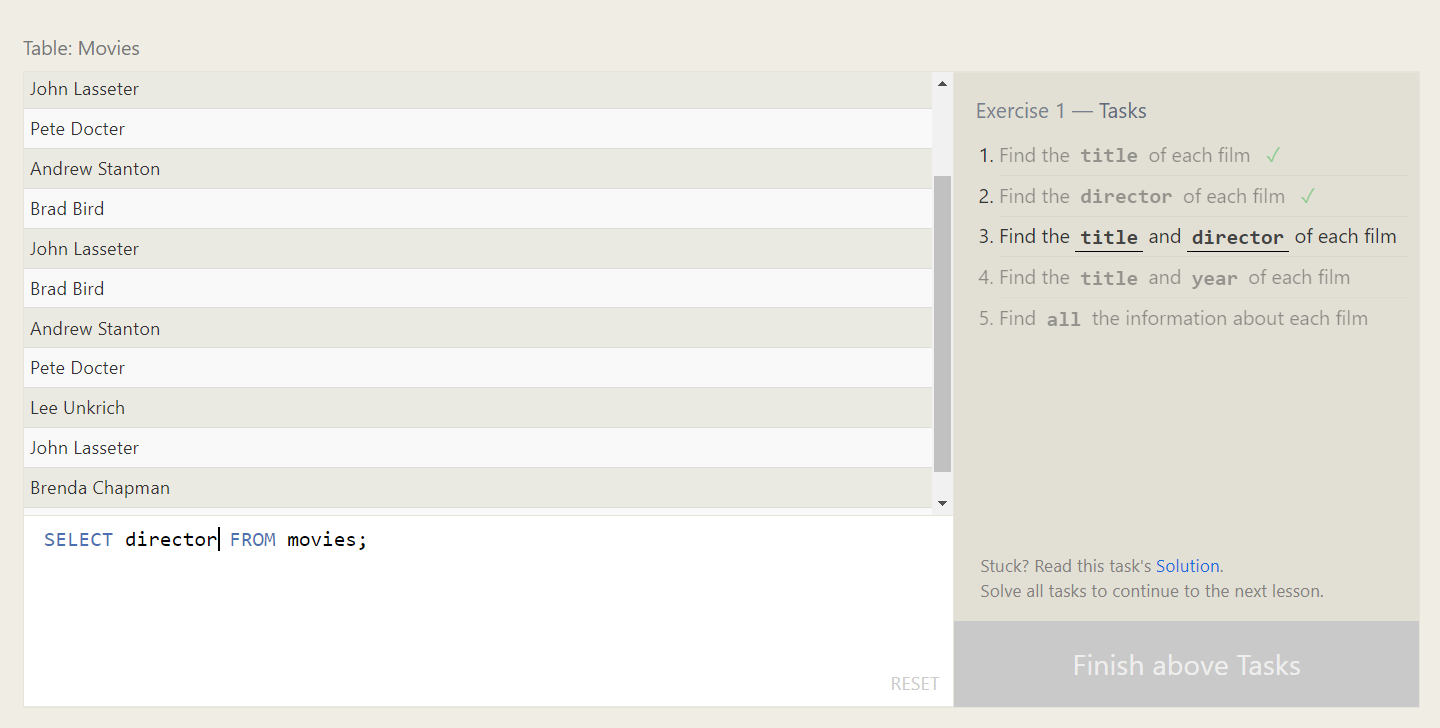 Table: Movies
John Lasseter
Pete Docter
Andrew Stanton
Brad Bird
John Lasseter
Brad Bird
Andrew Stanton
Pete Docter
Lee Unkrich
John Lasseter
Brenda Chapman
SELECT director FROM movies;
RESET
Exercise 1 — Tasks
1. Find the title of each film ✓
2. Find the director of each film ✓
3. Find the title and director of each film
4. Find the title and year of each film
5. Find all the information about each film
Stuck? Read this task's Solution.
Solve all tasks to continue to the next lesson.
Finish above Tasks